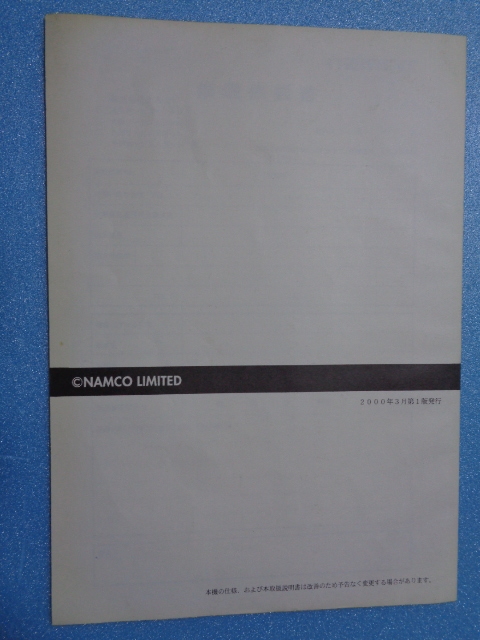 ©NAMCO LIMITED
2000年3月第1版発行
本機の仕様、および本取扱説明書は改善のため予告なく変更する場合があります。